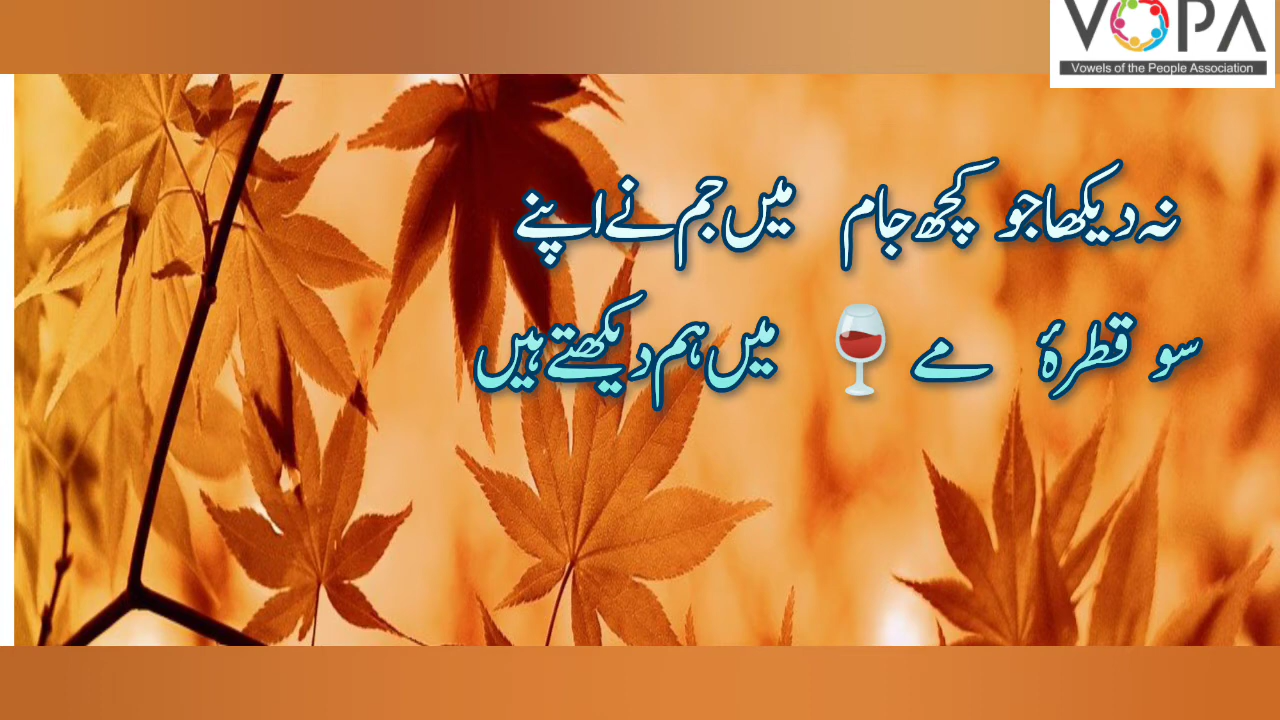 VOPA
Vowels of the People Association
نہ دیکھا جو کچھ جام میں جم نے اپنے
سو قطرۂ مے میں ہم دیکھتے ہیں